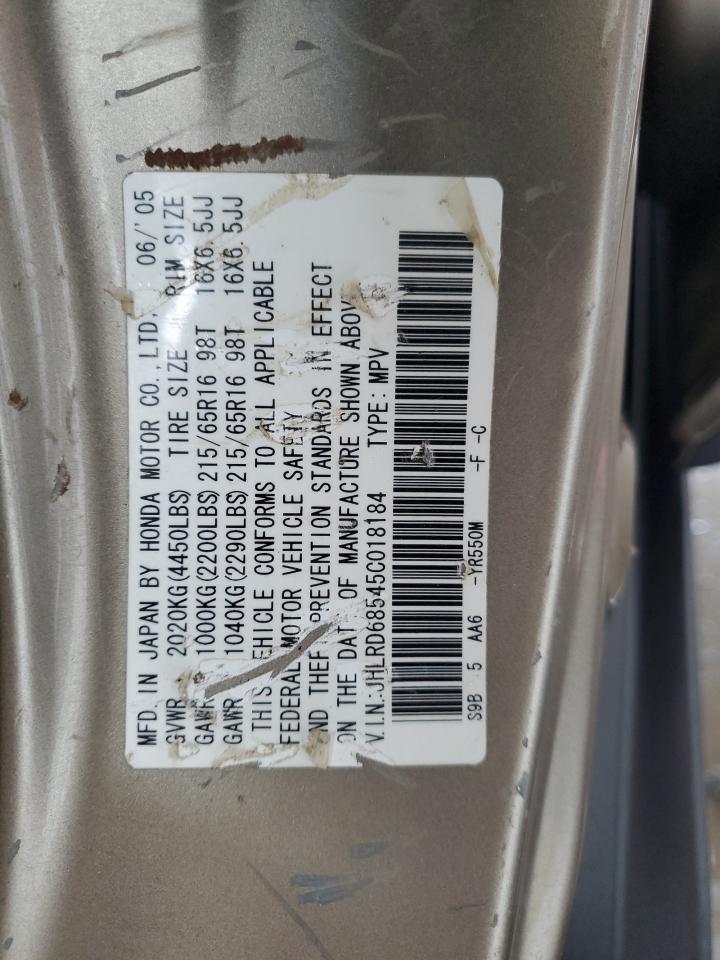 MFD. IN JAPAN BY HONDA MOTOR CO., LTD. 06/'05
GVWR 2020KG(4450LBS) TIRE SIZE RIM SIZE
GAWR 1000KG(2200LBS) 215/65R16 98T 16X6.5JJ
GAWR 1040KG(2290LBS) 215/65R16 98T 16X6.5JJ
THIS VEHICLE CONFORMS TO ALL APPLICABLE
FEDERAL MOTOR VEHICLE SAFETY
AND THEFT PREVENTION STANDARDS IN EFFECT
ON THE DAT OF MANUFACTURE SHOWN ABOV
V.I.N.:JHLRD68545C018184 TYPE: MPV
S9B 5 AA6 -YR550M -F -C